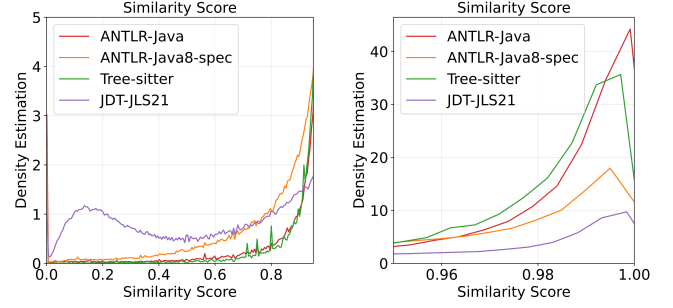 Similarity Score
Density Estimation
5
4
3
2
1
0
0.0 0.2 0.4 0.6 0.8
ANTLR-Java
ANTLR-Java8-spec
Tree-sitter
JDT-JLS21
Similarity Score
Similarity Score
Density Estimation
40
30
20
10
0
0.96 0.98 1.00
ANTLR-Java
ANTLR-Java8-spec
Tree-sitter
JDT-JLS21
Similarity Score